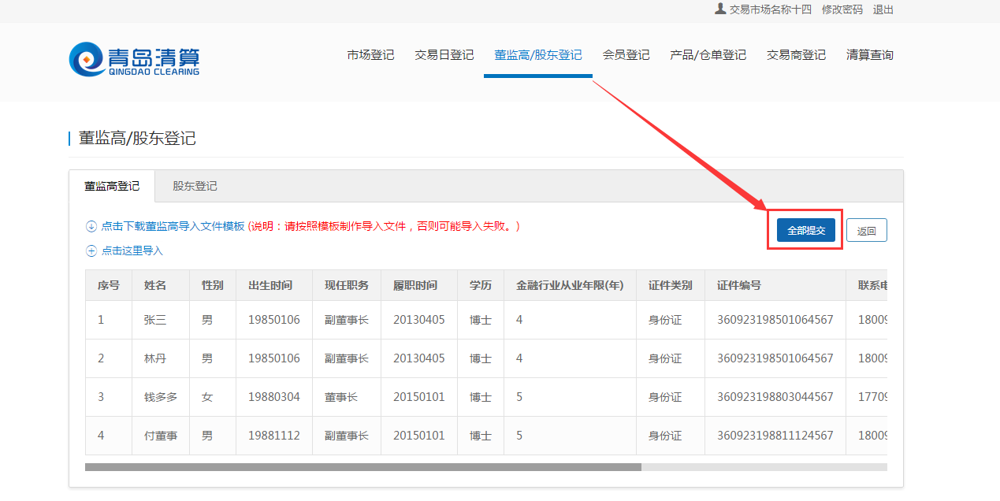 交易市场名称十四 修改密码 退出
青岛清算
QINGDAO CLEARING
市场登记 交易日登记 董监高/股东登记 会员登记 产品/仓单登记 交易商登记 清算查询
董监高/股东登记
董监高登记 股东登记
点击下载董监高导入文件模板 (说明：请按照模板制作导入文件，否则可能导入失败。)
全部提交 返回
点击这里导入
序号 姓名 性别 出生时间 现任职务 履职时间 学历 金融行业从业年限(年) 证件类别 证件编号 联系电
1 张三 男 19850106 副董事长 20130405 博士 4 身份证 360923198501064567 18009
2 林丹 男 19850106 副董事长 20130405 博士 4 身份证 360923198501064567 18009
3 钱多多 女 19880304 董事长 20150101 博士 5 身份证 360923198803044567 17709
4 付董事 男 19881112 副董事长 20150101 博士 5 身份证 360923198811124567 18009